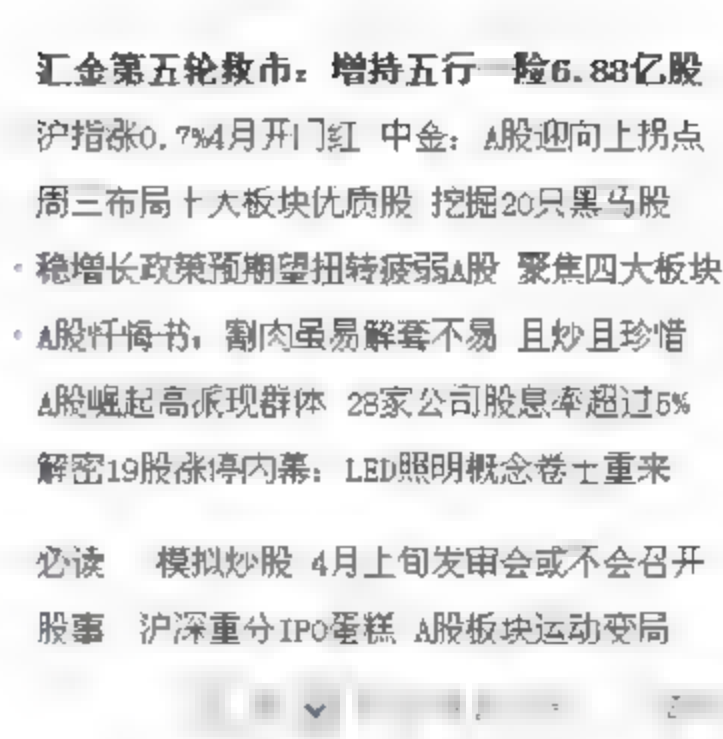 汇金第五轮救市：增持五行一险6.88亿股
沪指涨0.7%4月开门红 中金：A股迎向上拐点
周三布局十大板块优质股 挖掘20只黑马股
稳增长政策预期望扭转疲弱A股 聚焦四大板块
A股忏悔书：割肉虽易解套不易 且炒且珍惜
A股崛起高派现群体 28家公司股息率超过5%
解密19股涨停内幕：LED照明概念卷土重来
必读 模拟炒股 4月上旬发审会或不会召开
股事 沪深重分IPO蛋糕 A股板块运动变局